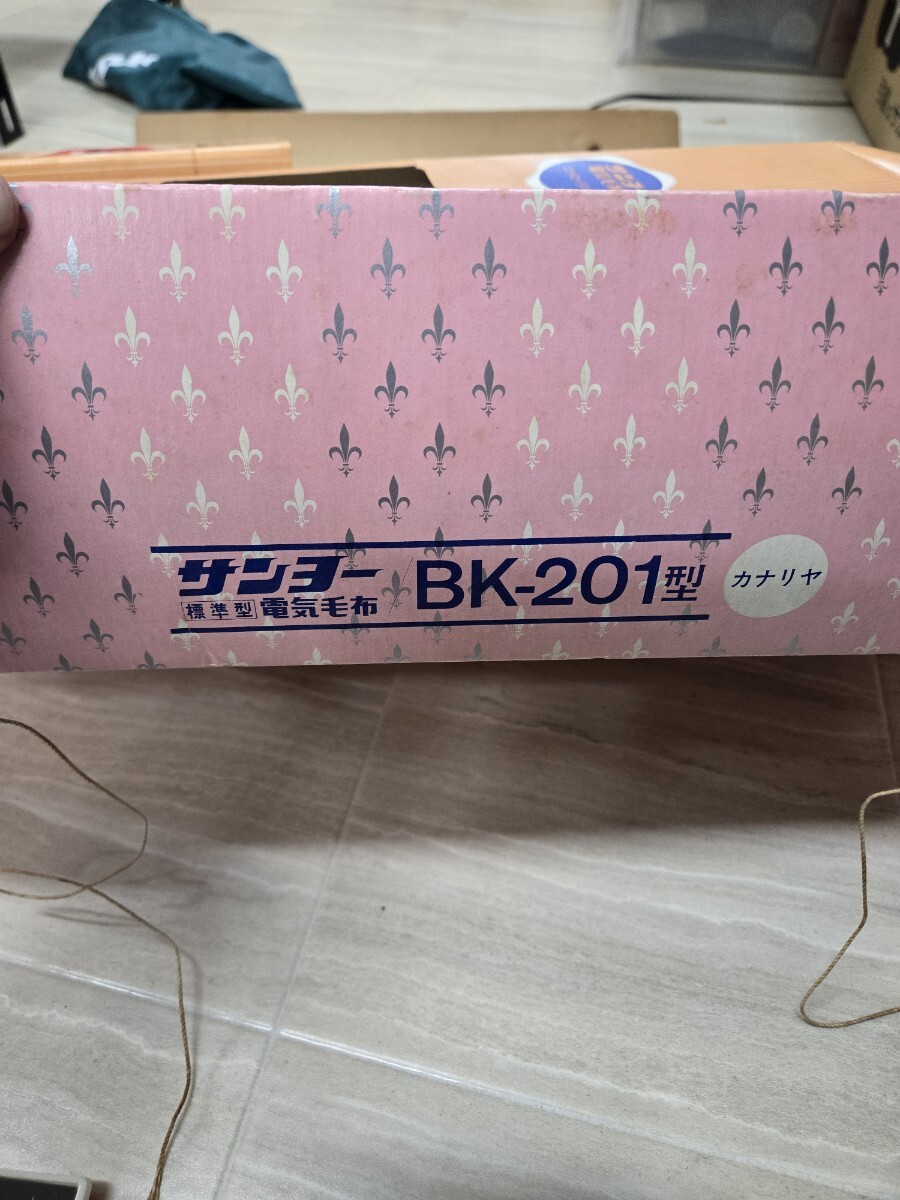 サンヨー
標準型 電気毛布
BK-201型
カナリヤ